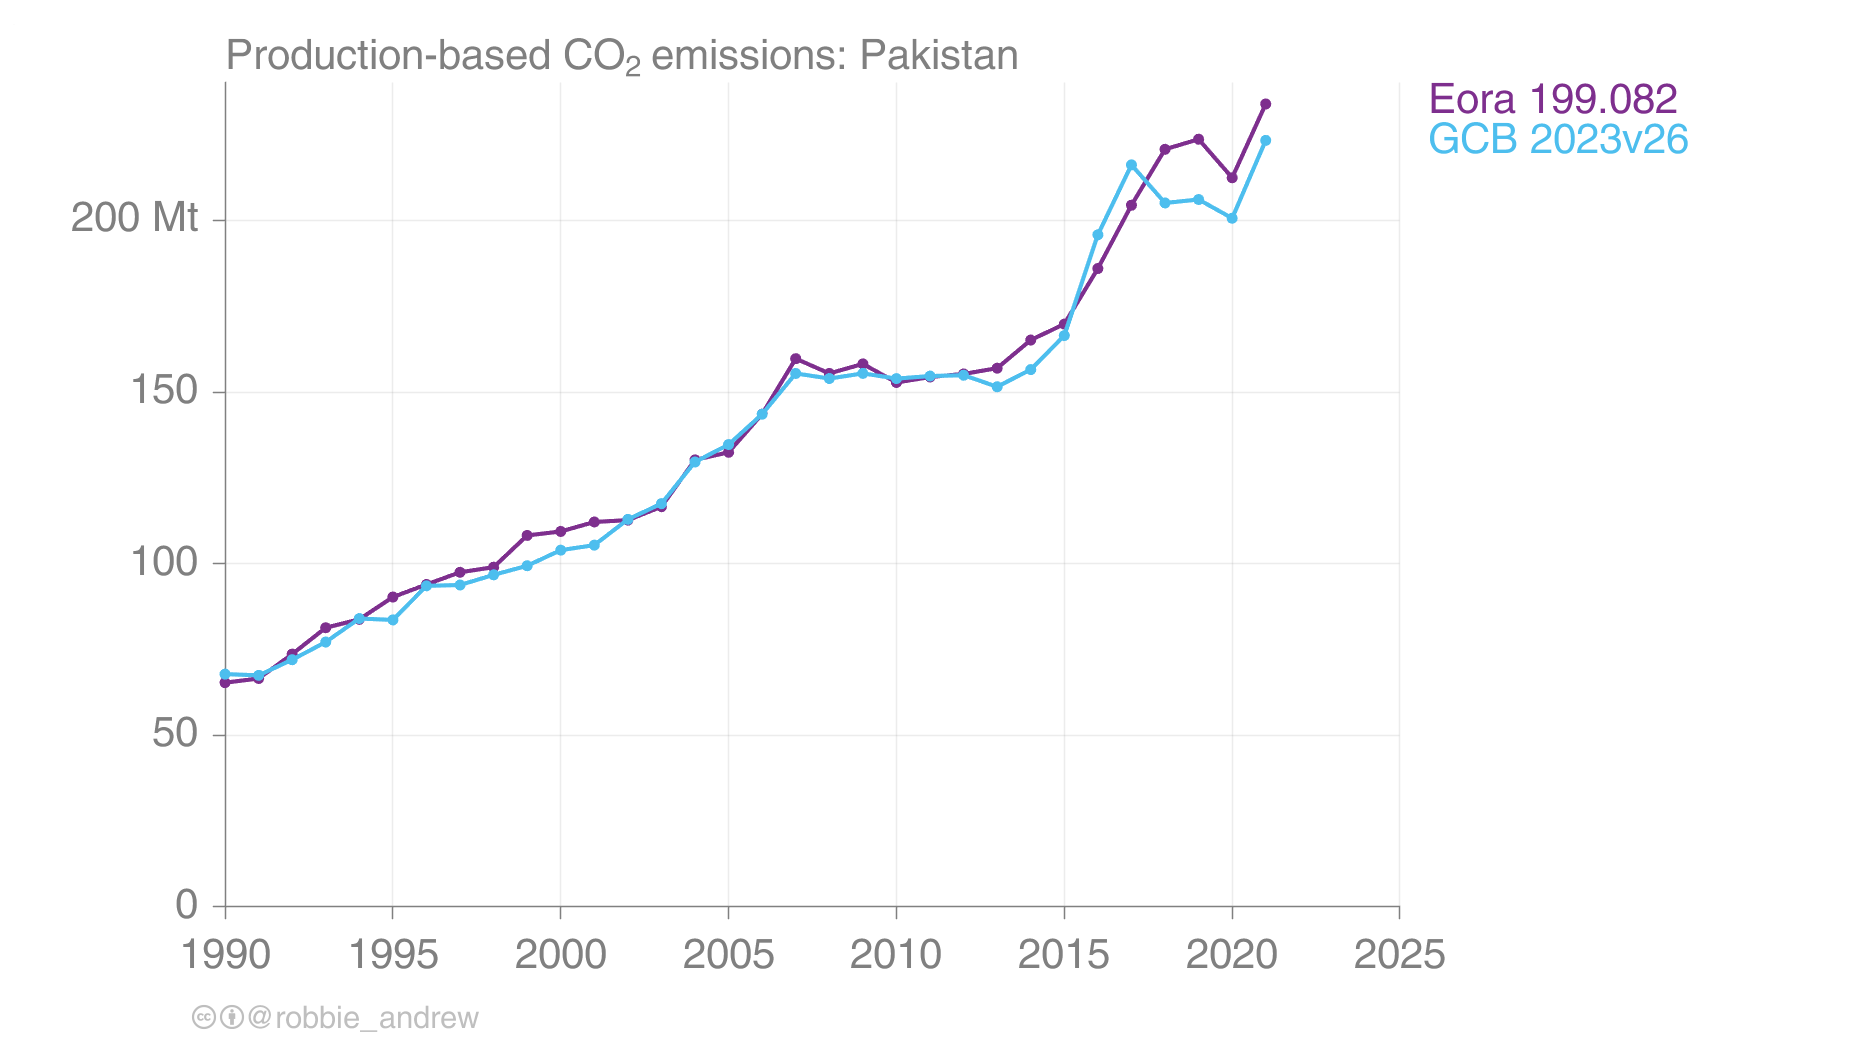 Production-based CO₂ emissions: Pakistan
Eora 199.082
GCB 2023v26
200 Mt
150
100
50
0
1990 1995 2000 2005 2010 2015 2020 2025
@robbie_andrew